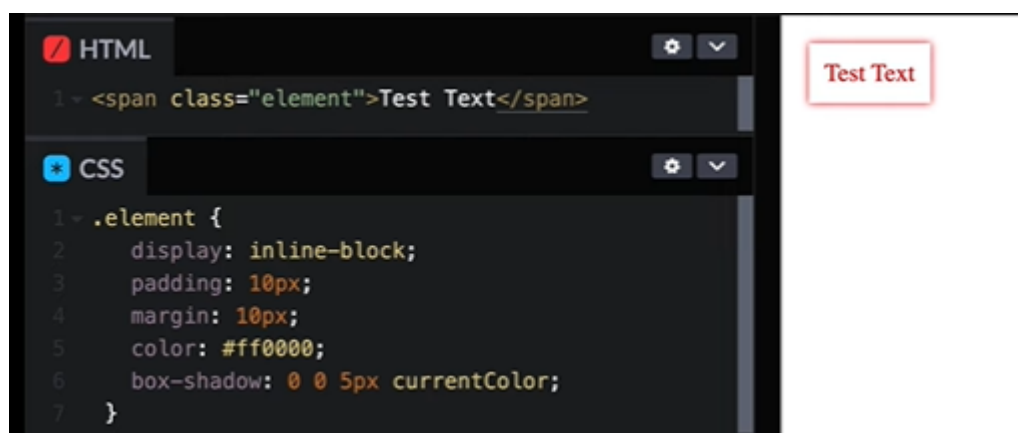 HTML
1 <span class="element">Test Text</span>
Test Text
CSS
1 .element {
2 display: inline-block;
3 padding: 10px;
4 margin: 10px;
5 color: #ff0000;
6 box-shadow: 0 0 5px currentColor;
7 }